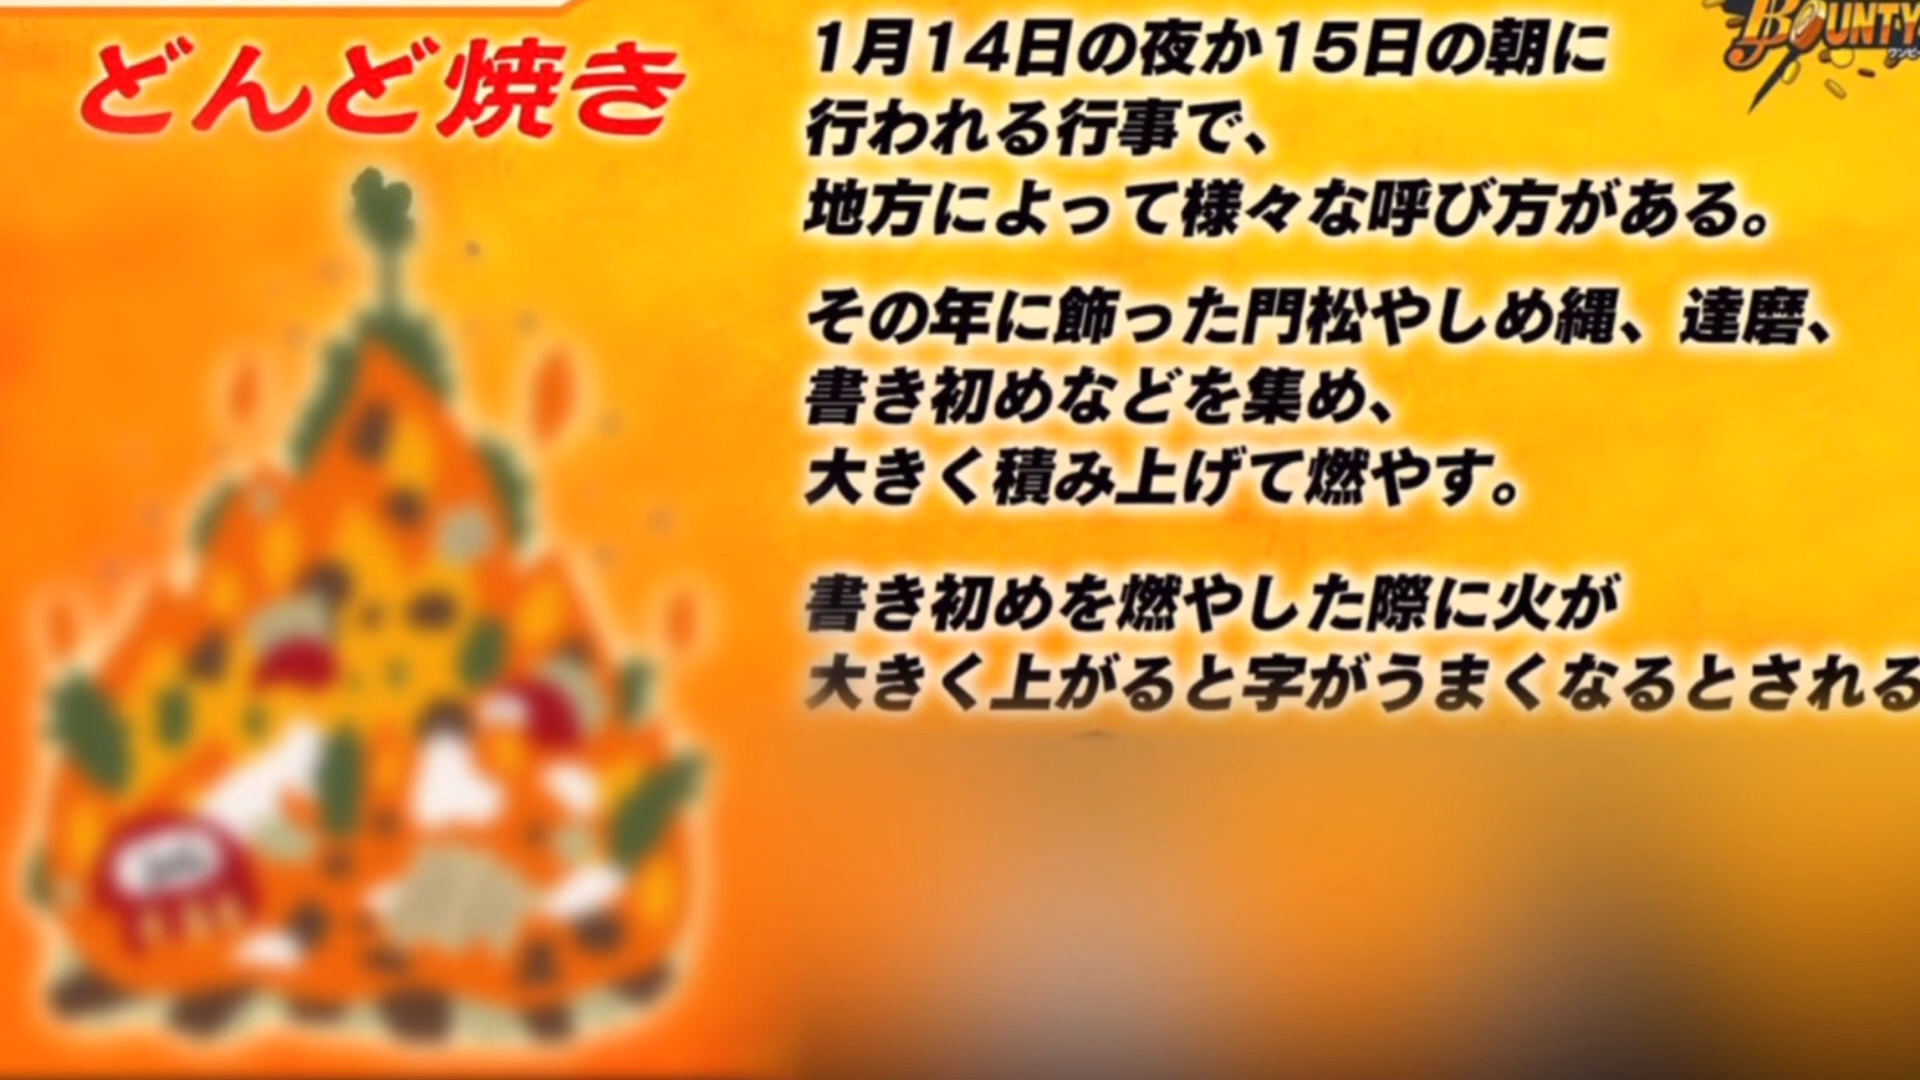 どんど焼き
1月14日の夜か15日の朝に
行われる行事で、
地方によって様々な呼び方がある。
その年に飾った門松やしめ縄、達磨、
書き初めなどを集め、
大きく積み上げて燃やす。
書き初めを燃やした際に火が
大きく上がると字がうまくなるとされる
BOUNTY